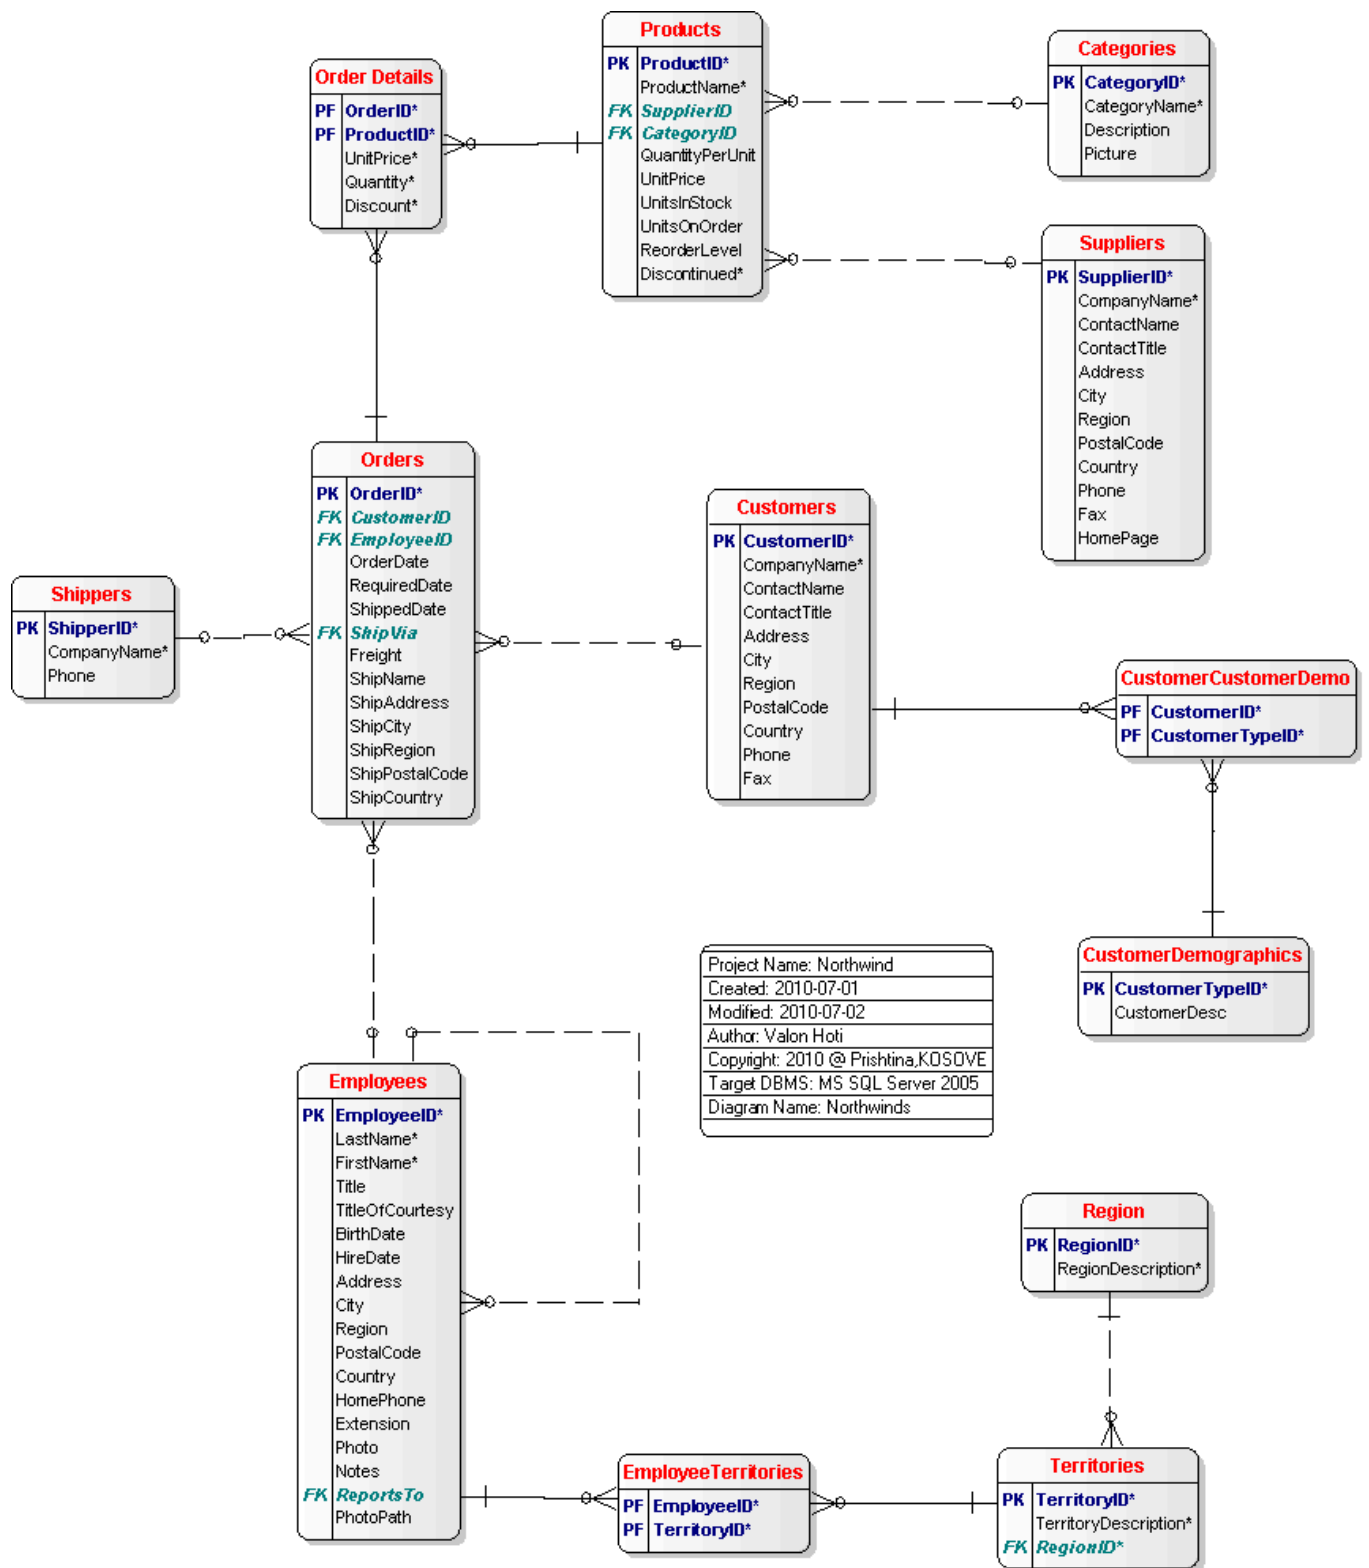 Products
PK ProductID*
ProductName*
FK SupplierID
FK CategoryID
QuantityPerUnit
UnitPrice
UnitsInStock
UnitsOnOrder
ReorderLevel
Discontinued*
Categories
PK CategoryID*
CategoryName*
Description
Picture
Order Details
PF OrderID*
PF ProductID*
UnitPrice*
Quantity*
Discount*
Suppliers
PK SupplierID*
CompanyName*
ContactName
ContactTitle
Address
City
Region
PostalCode
Country
Phone
Fax
HomePage
Orders
PK OrderID*
FK CustomerID
FK EmployeeID
OrderDate
RequiredDate
ShippedDate
FK ShipVia
Freight
ShipName
ShipAddress
ShipCity
ShipRegion
ShipPostalCode
ShipCountry
Customers
PK CustomerID*
CompanyName*
ContactName
ContactTitle
Address
City
Region
PostalCode
Country
Phone
Fax
Shippers
PK ShipperID*
CompanyName*
Phone
CustomerCustomerDemo
PF CustomerID*
PF CustomerTypeID*
CustomerDemographics
PK CustomerTypeID*
CustomerDesc
Project Name: Northwind
Created: 2010-07-01
Modified: 2010-07-02
Author: Valon Hoti
Copyright: 2010 @ Prishtina,KOSOVE
Target DBMS: MS SQL Server 2005
Diagram Name: Northwinds
Employees
PK EmployeeID*
LastName*
FirstName*
Title
TitleOfCourtesy
BirthDate
HireDate
Address
City
Region
PostalCode
Country
HomePhone
Extension
Photo
Notes
FK ReportsTo
PhotoPath
Region
PK RegionID*
RegionDescription*
EmployeeTerritories
PF EmployeeID*
PF TerritoryID*
Territories
PK TerritoryID*
TerritoryDescription*
FK RegionID*